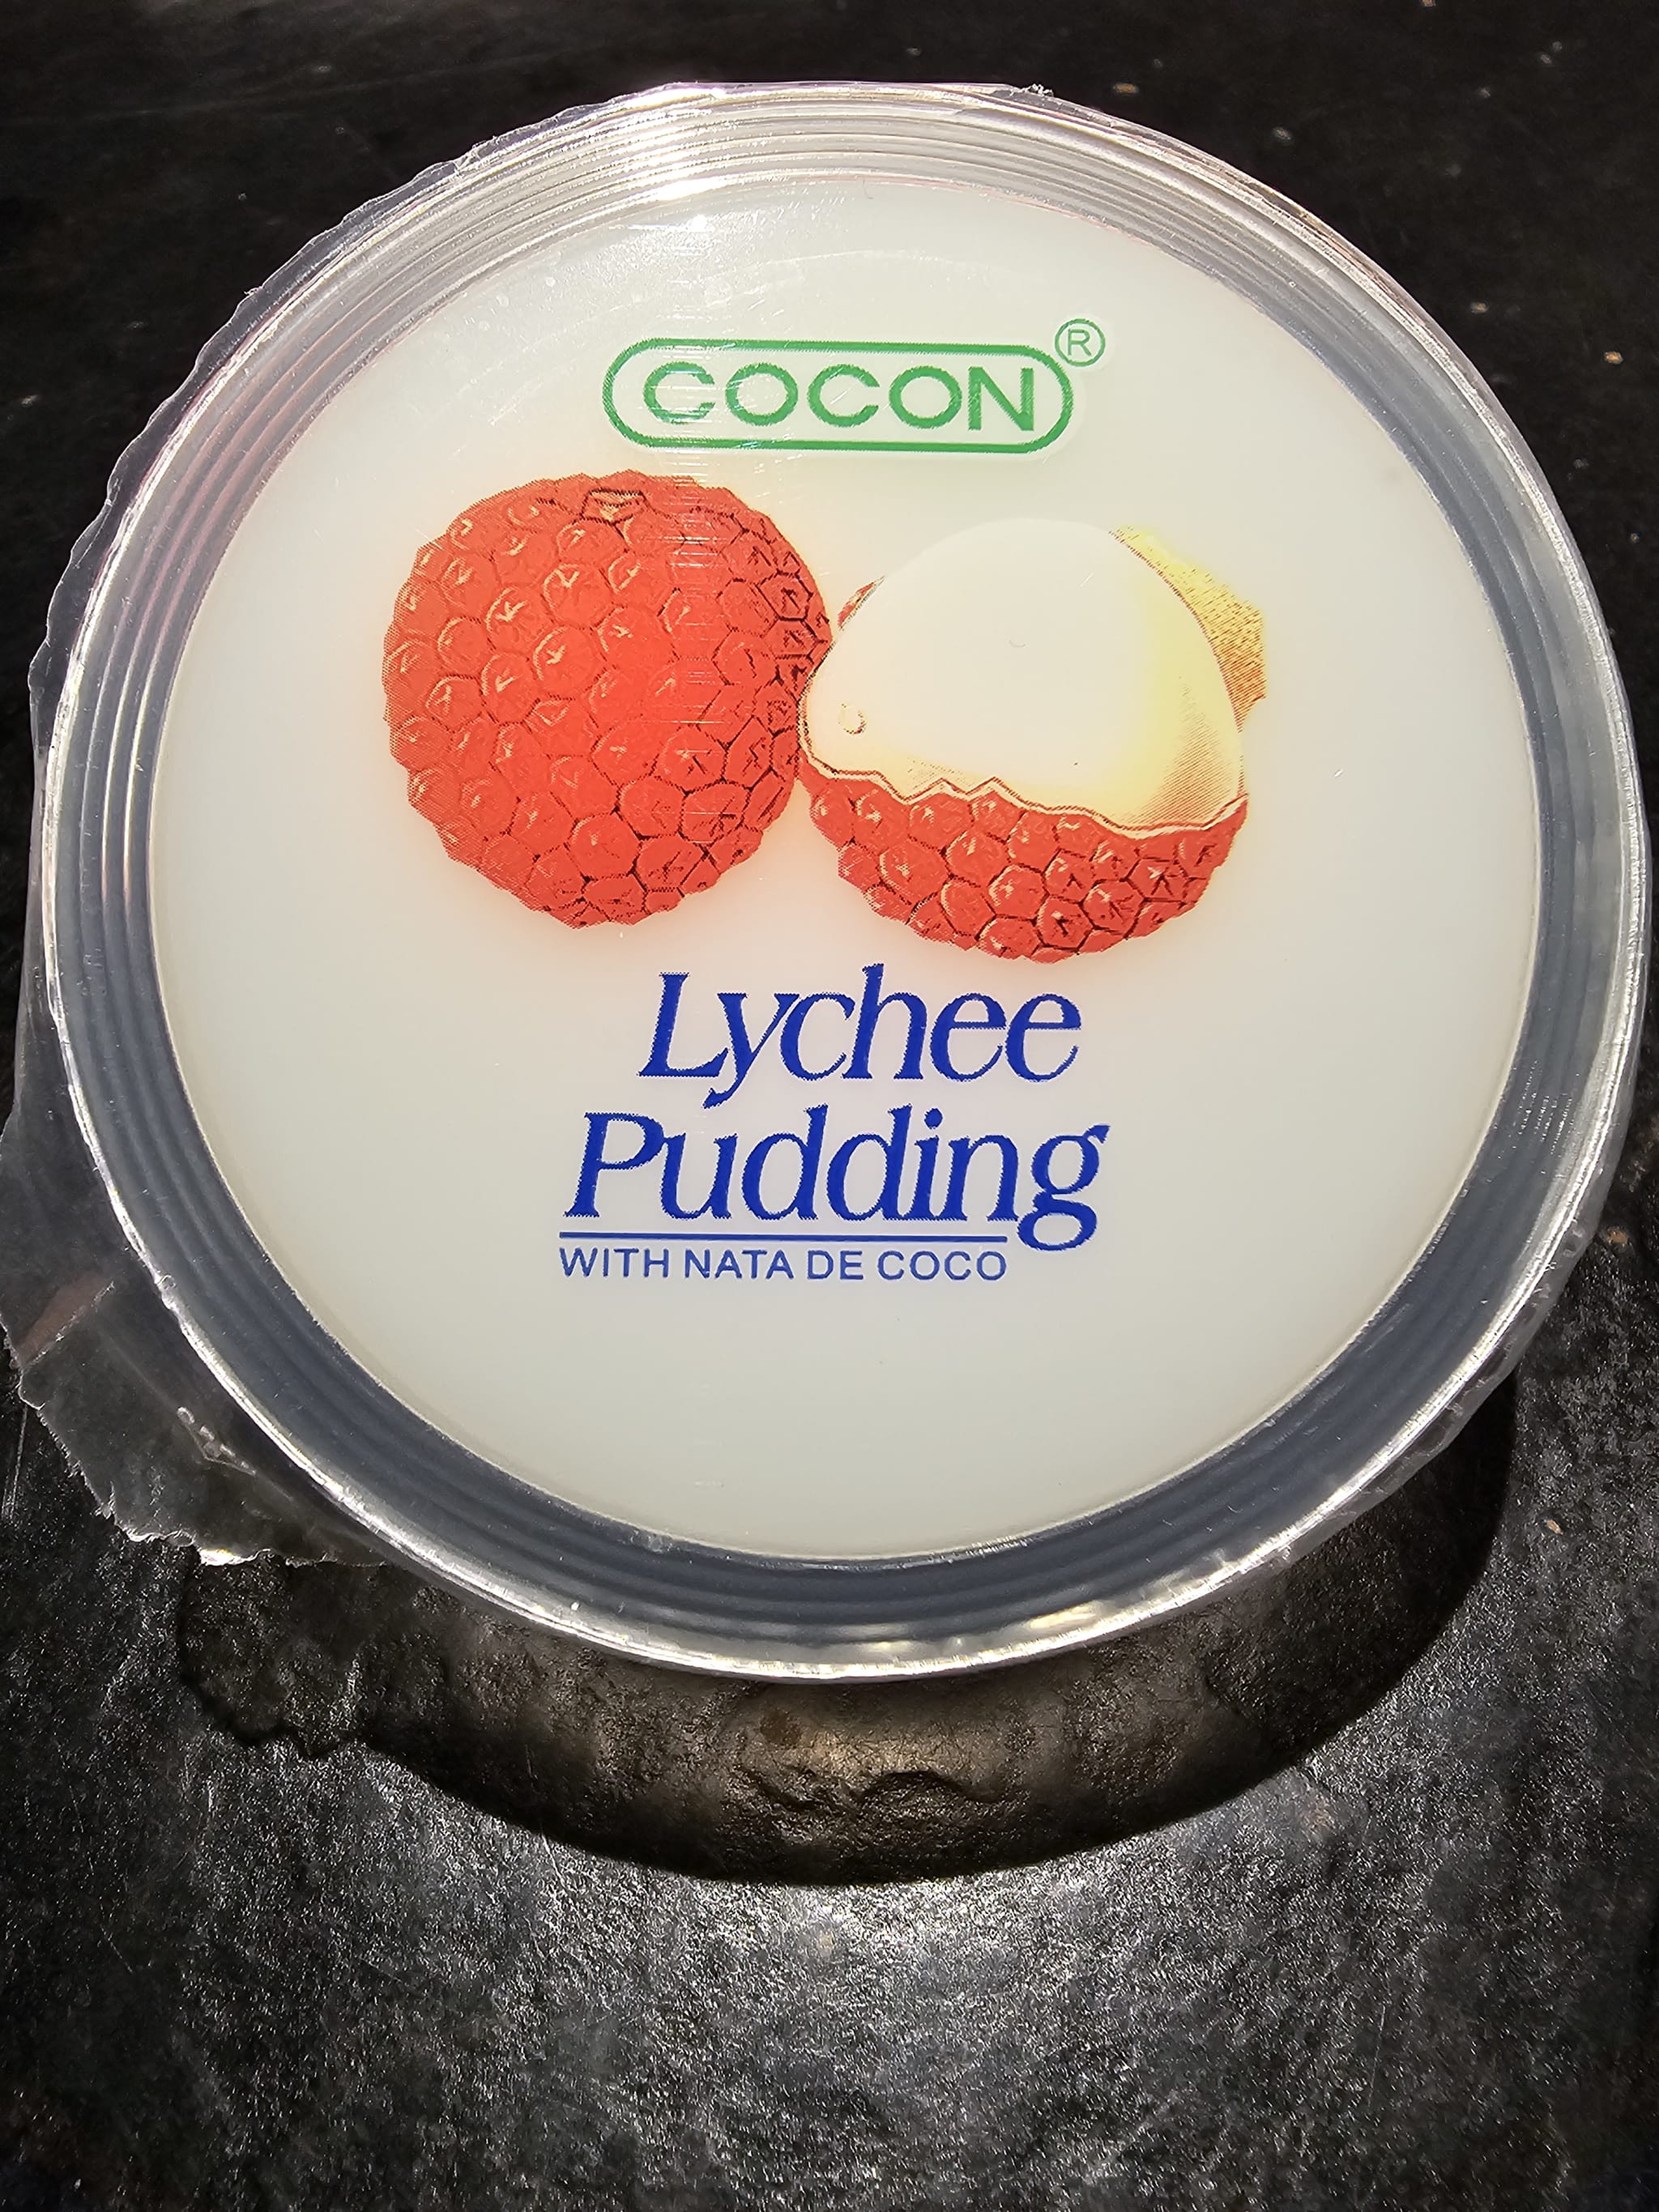 COCON®
Lychee
Pudding
WITH NATA DE COCO